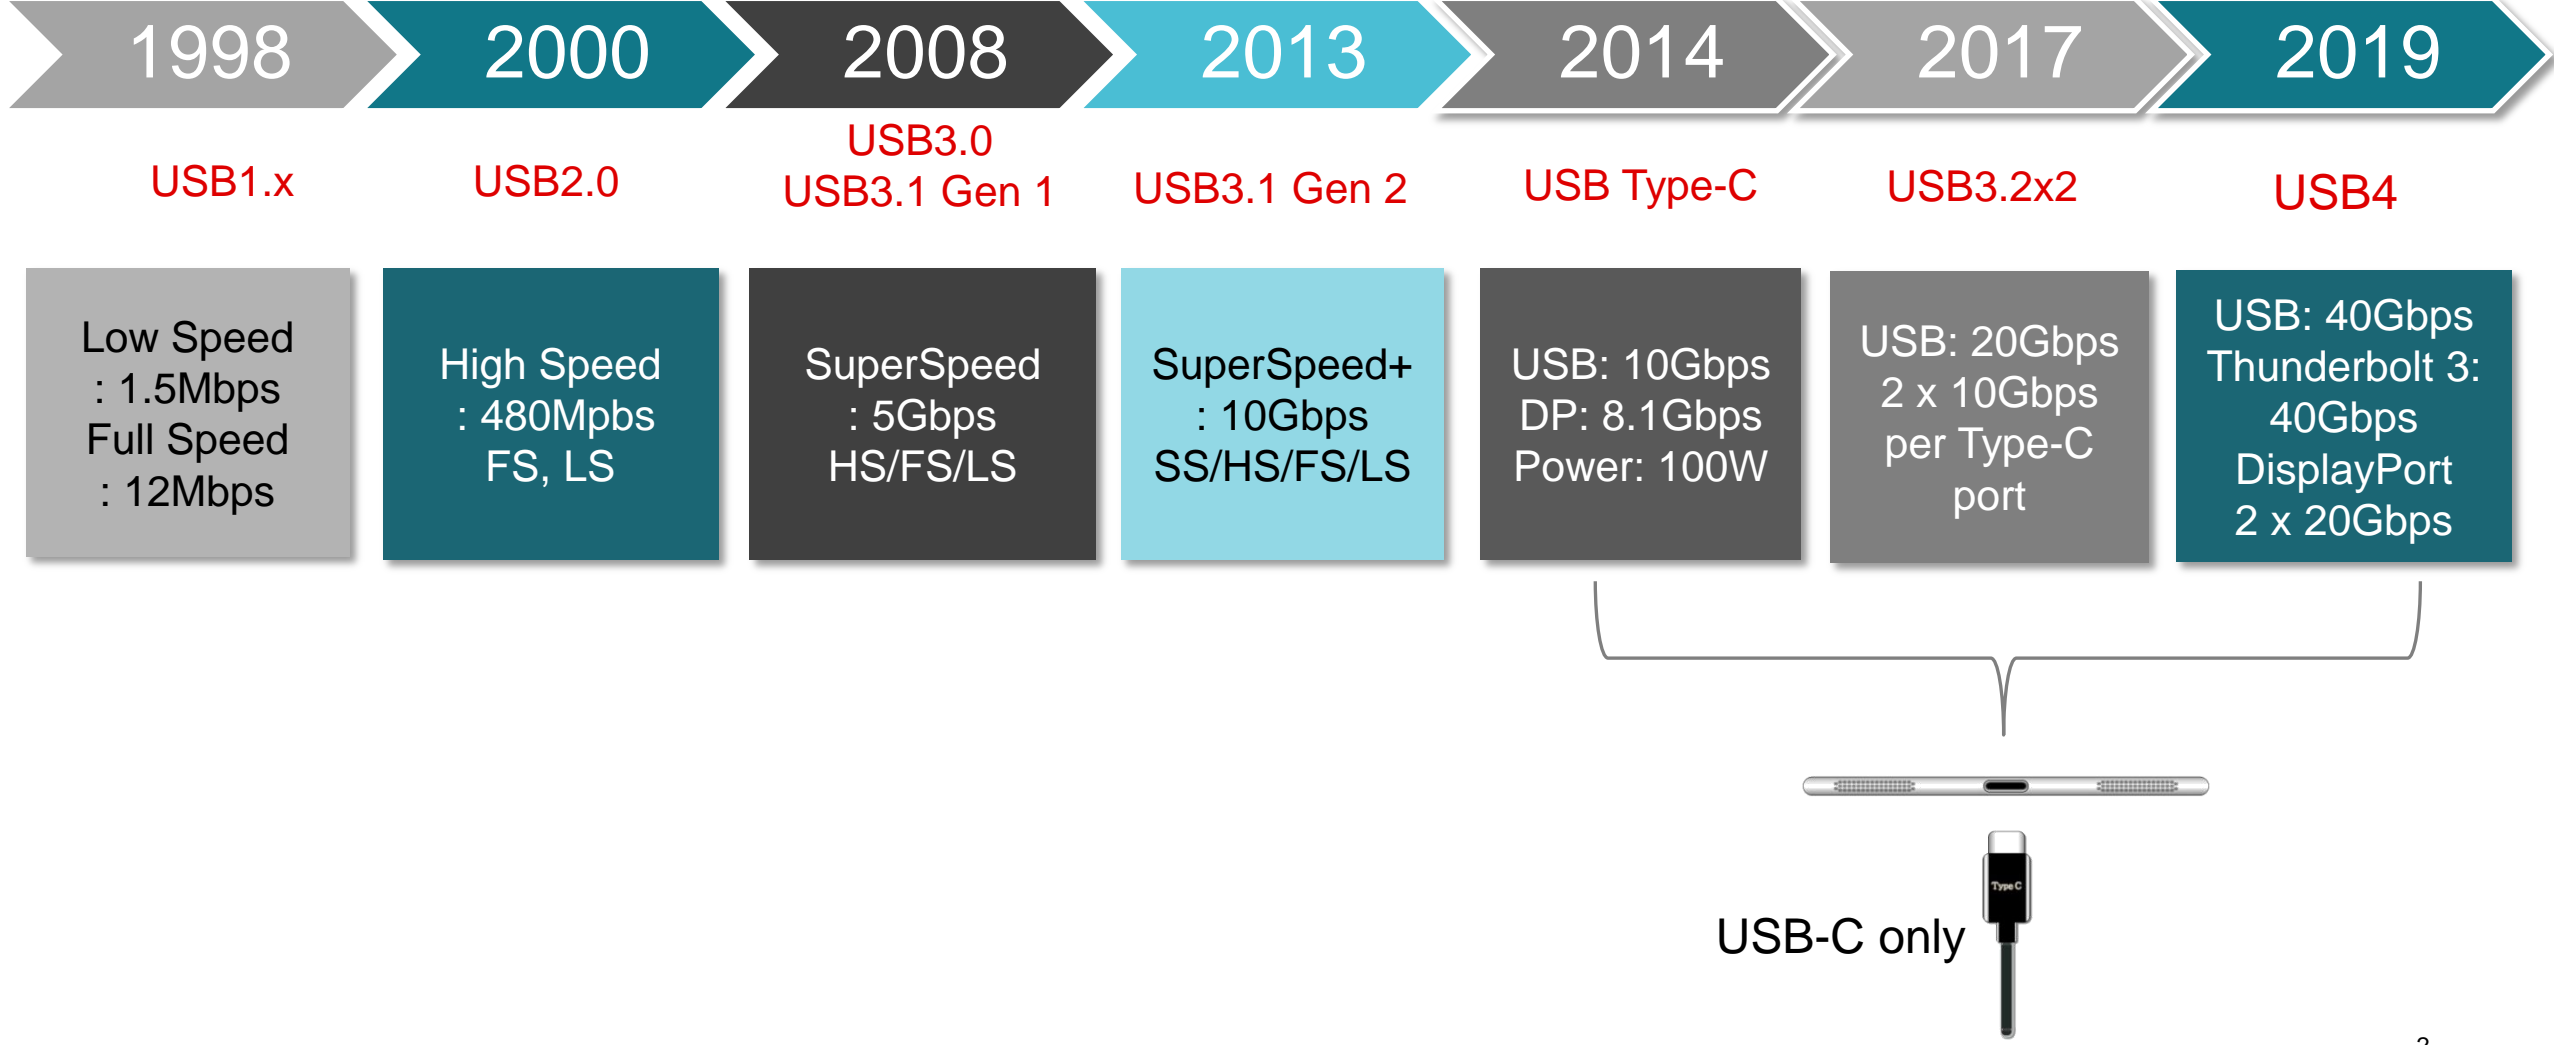 1998
2000
2008
2013
2014
2017
2019
USB1.x
USB2.0
USB3.0
USB3.1 Gen 1
USB3.1 Gen 2
USB Type-C
USB3.2x2
USB4
Low Speed
: 1.5Mbps
Full Speed
: 12Mbps
High Speed
: 480Mpbs
FS, LS
SuperSpeed
: 5Gbps
HS/FS/LS
SuperSpeed+
: 10Gbps
SS/HS/FS/LS
USB: 10Gbps
DP: 8.1Gbps
Power: 100W
USB: 20Gbps
2 x 10Gbps
per Type-C
port
USB: 40Gbps
Thunderbolt 3:
40Gbps
DisplayPort
2 x 20Gbps
Type C
USB-C only